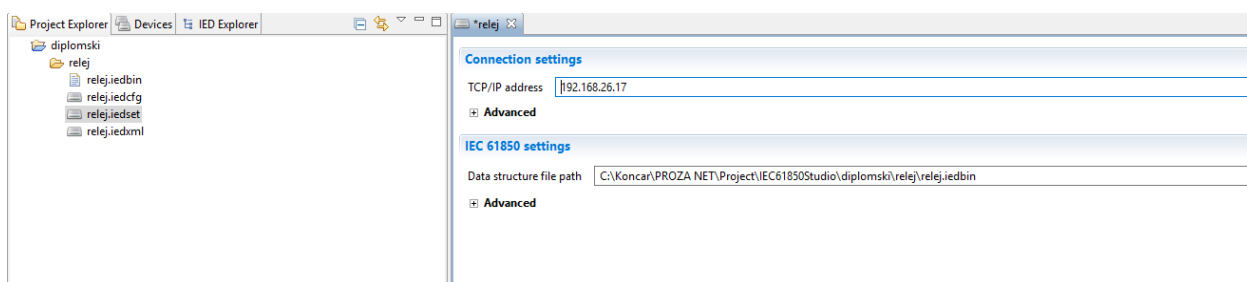 Project Explorer Devices IED Explorer
diplomski
relej
relej.iedbin
relej.iedcfg
relej.iedset
relej.iedxml
*relej
Connection settings
TCP/IP address 192.168.26.17
Advanced
IEC 61850 settings
Data structure file path C:\Koncar\PROZA NET\Project\IEC61850Studio\diplomski\relej\relej.iedbin
Advanced